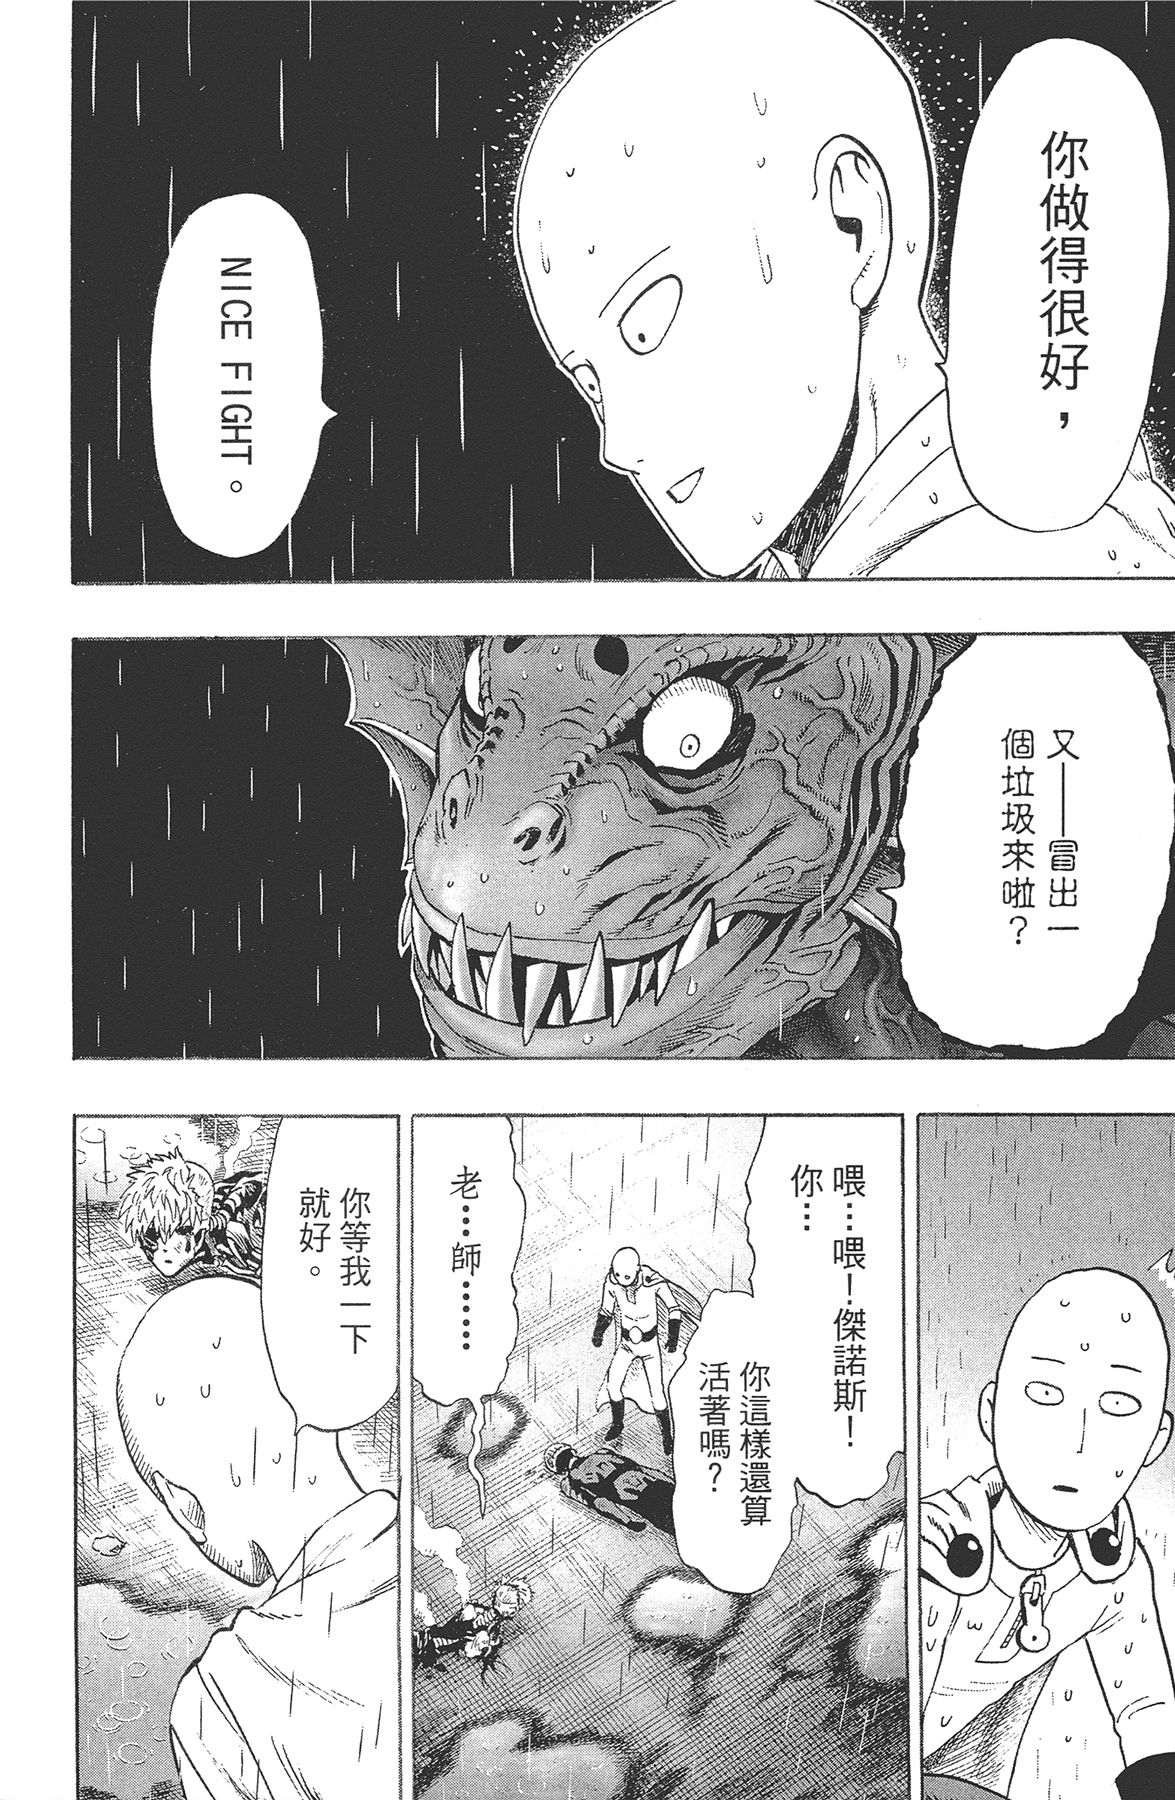 你做得很好，
NICE FIGHT。
又——冒出一
個垃圾來啦？
喂…喂！傑諾斯！
你…
你這樣還算
活著嗎？
老…師……
你等我一下
就好。